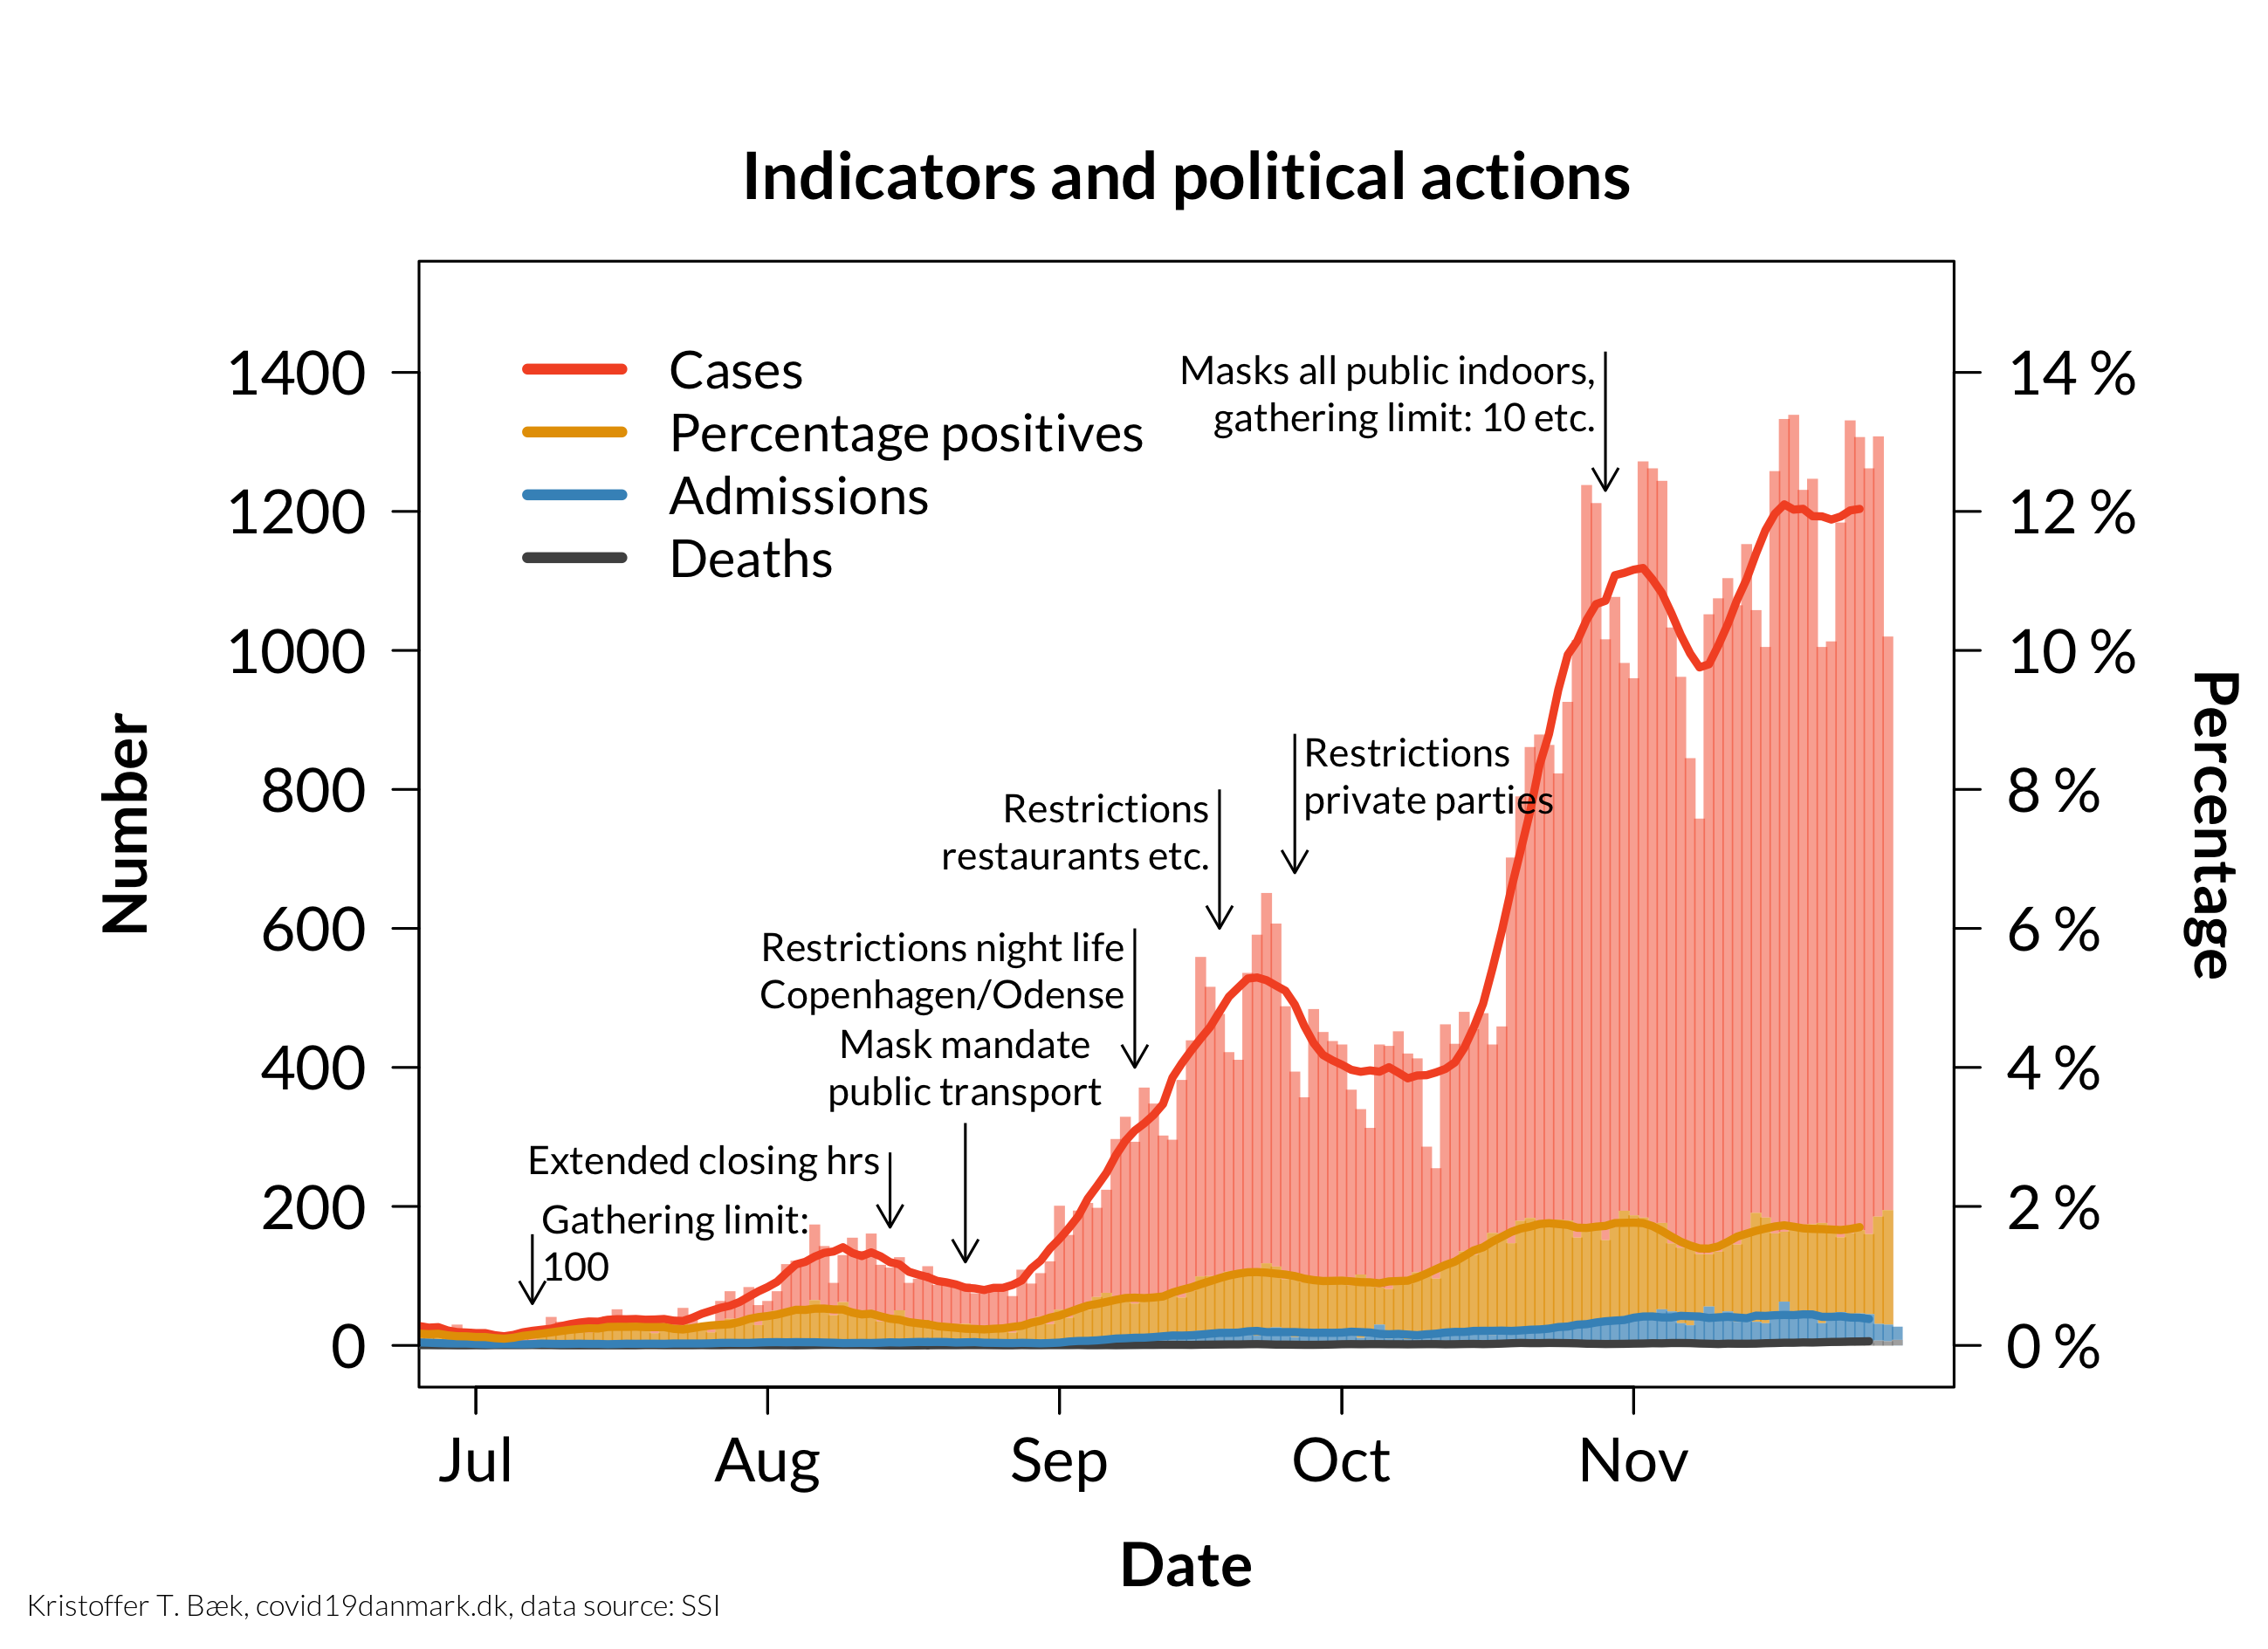 Indicators and political actions
Cases
Percentage positives
Admissions
Deaths
Masks all public indoors,
gathering limit: 10 etc.
Restrictions
private parties
Restrictions
restaurants etc.
Restrictions night life
Copenhagen/Odense
Mask mandate
public transport
Extended closing hrs
Gathering limit:
100
Number
1400
1200
1000
800
600
400
200
0
14 %
12 %
10 %
8 %
6 %
4 %
2 %
0 %
Percentage
Jul
Aug
Sep
Oct
Nov
Date
Kristoffer T. Bæk, covid19danmark.dk, data source: SSI